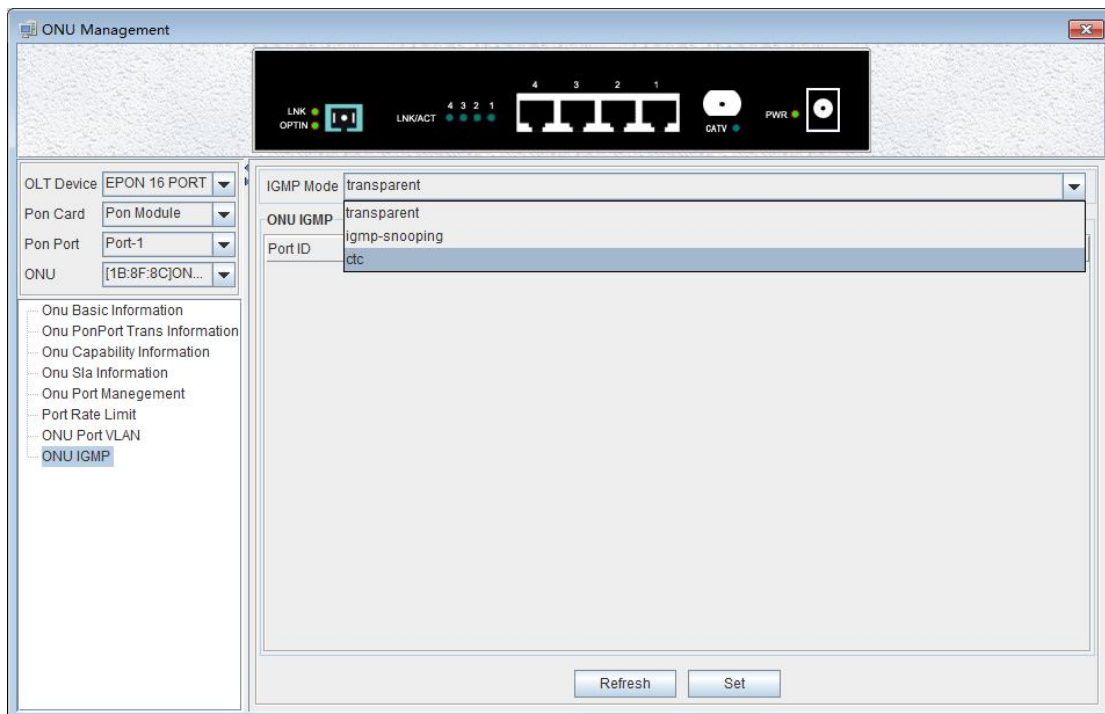 ONU Management
4 3 2 1
LNK
OPTIN
LNK/ACT
4 3 2 1
CATV
PWR
OLT Device EPON 16 PORT
Pon Card Pon Module
Pon Port Port-1
ONU [1B:8F:8C]ON...
Onu Basic Information
Onu PonPort Trans Information
Onu Capability Information
Onu Sla Information
Onu Port Manegement
Port Rate Limit
ONU Port VLAN
ONU IGMP
IGMP Mode transparent
transparent
igmp-snooping
ctc
ONU IGMP
Port ID
Refresh
Set